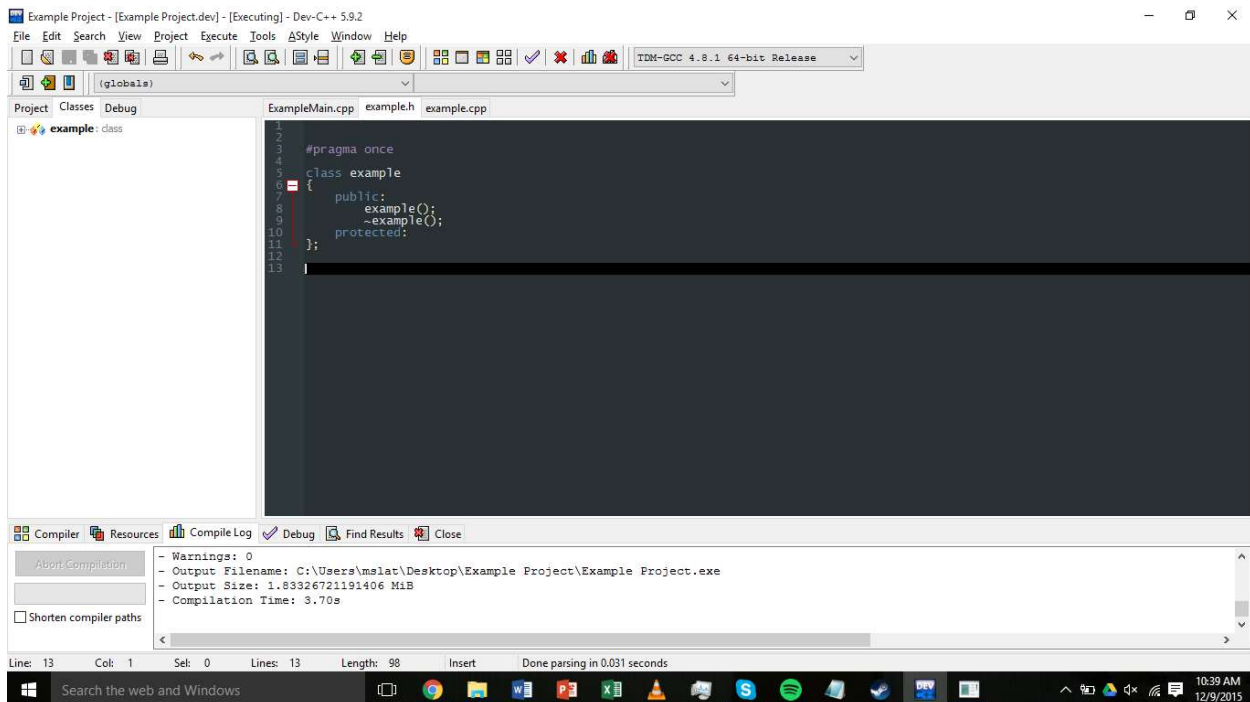 Example Project - [Example Project.dev] - [Executing] - Dev-C++ 5.9.2
File Edit Search View Project Execute Tools AStyle Window Help
TDM-GCC 4.8.1 64-bit Release
(globals)
Project Classes Debug
ExampleMain.cpp example.h example.cpp
example : class
1
2
3 #pragma once
4
5 class example
6 {
7 public:
8 example();
9 ~example();
10 protected:
11 };
12
13
Compiler Resources Compile Log Debug Find Results Close
Abort Compilation
Shorten compiler paths
- Warnings: 0
- Output Filename: C:\Users\mslat\Desktop\Example Project\Example Project.exe
- Output Size: 1.83326721191406 MiB
- Compilation Time: 3.70s
Line: 13 Col: 1 Sel: 0 Lines: 13 Length: 98 Insert Done parsing in 0.031 seconds
Search the web and Windows
10:39 AM
12/9/2015